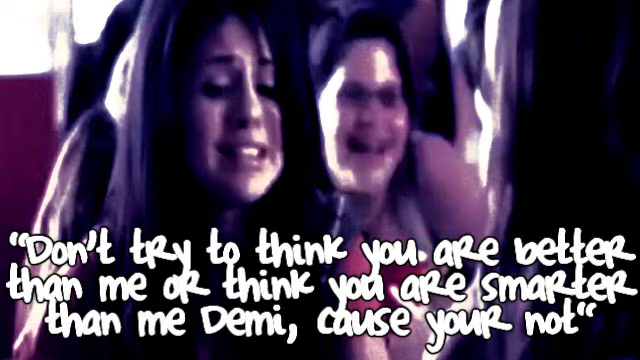 “Don't try to think you are better
than me or think you are smarter
than me Demi, cause your not“